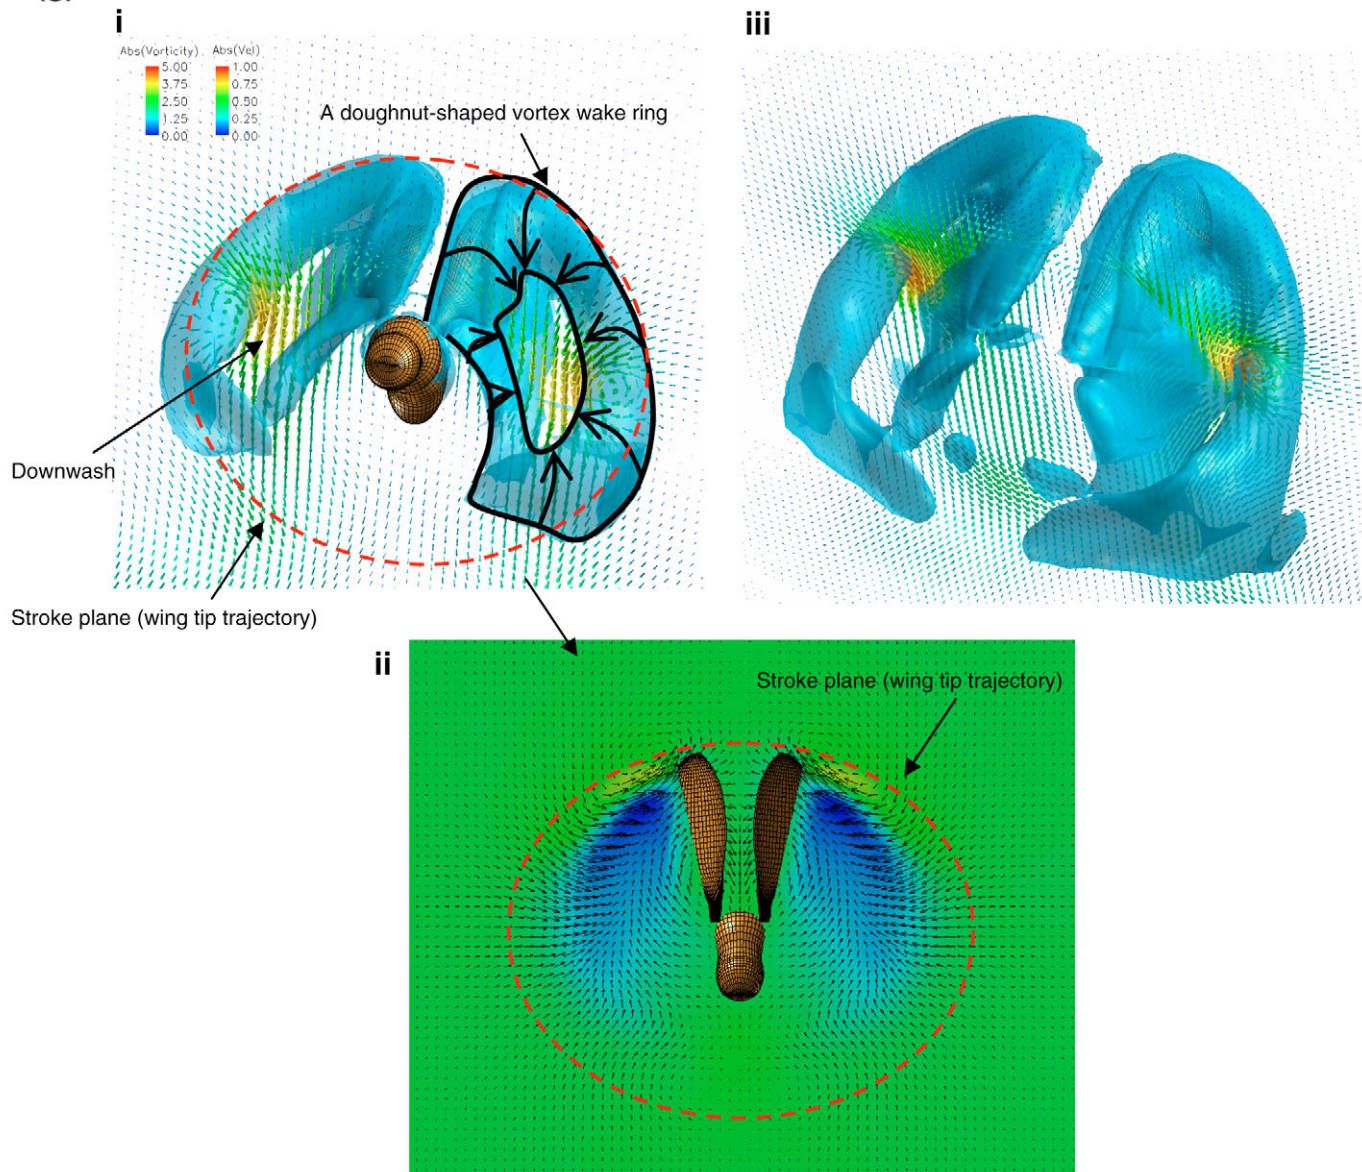 i
iii
Abs(Vorticity) Abs(Vel)
5.00 1.00
3.75 0.75
2.50 0.50
1.25 0.25
0.00 0.00
A doughnut-shaped vortex wake ring
Downwash
Stroke plane (wing tip trajectory)
ii
Stroke plane (wing tip trajectory)